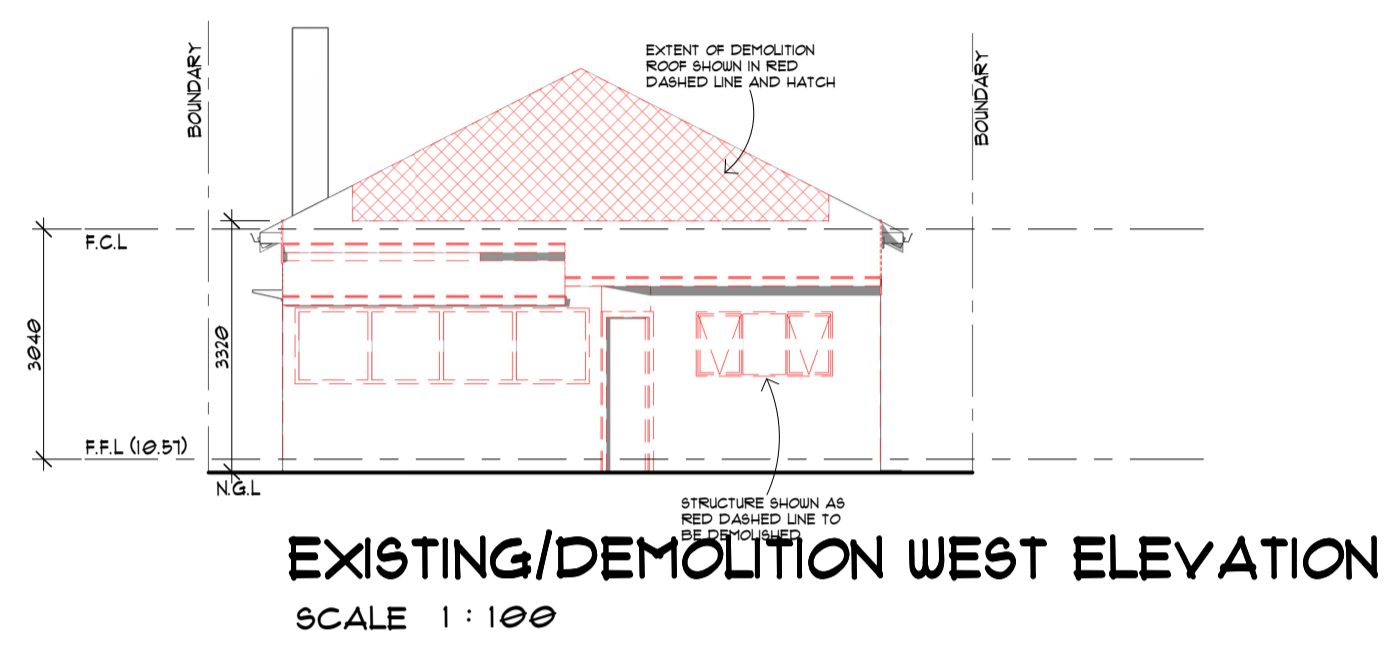 EXTENT OF DEMOLITION
ROOF SHOWN IN RED
DASHED LINE AND HATCH
BOUNDARY
BOUNDARY
F.C.L
3040
3320
F.F.L (10.57)
N.G.L
STRUCTURE SHOWN AS
RED DASHED LINE TO
BE DEMOLISHED
EXISTING/DEMOLITION WEST ELEVATION
SCALE 1 : 100